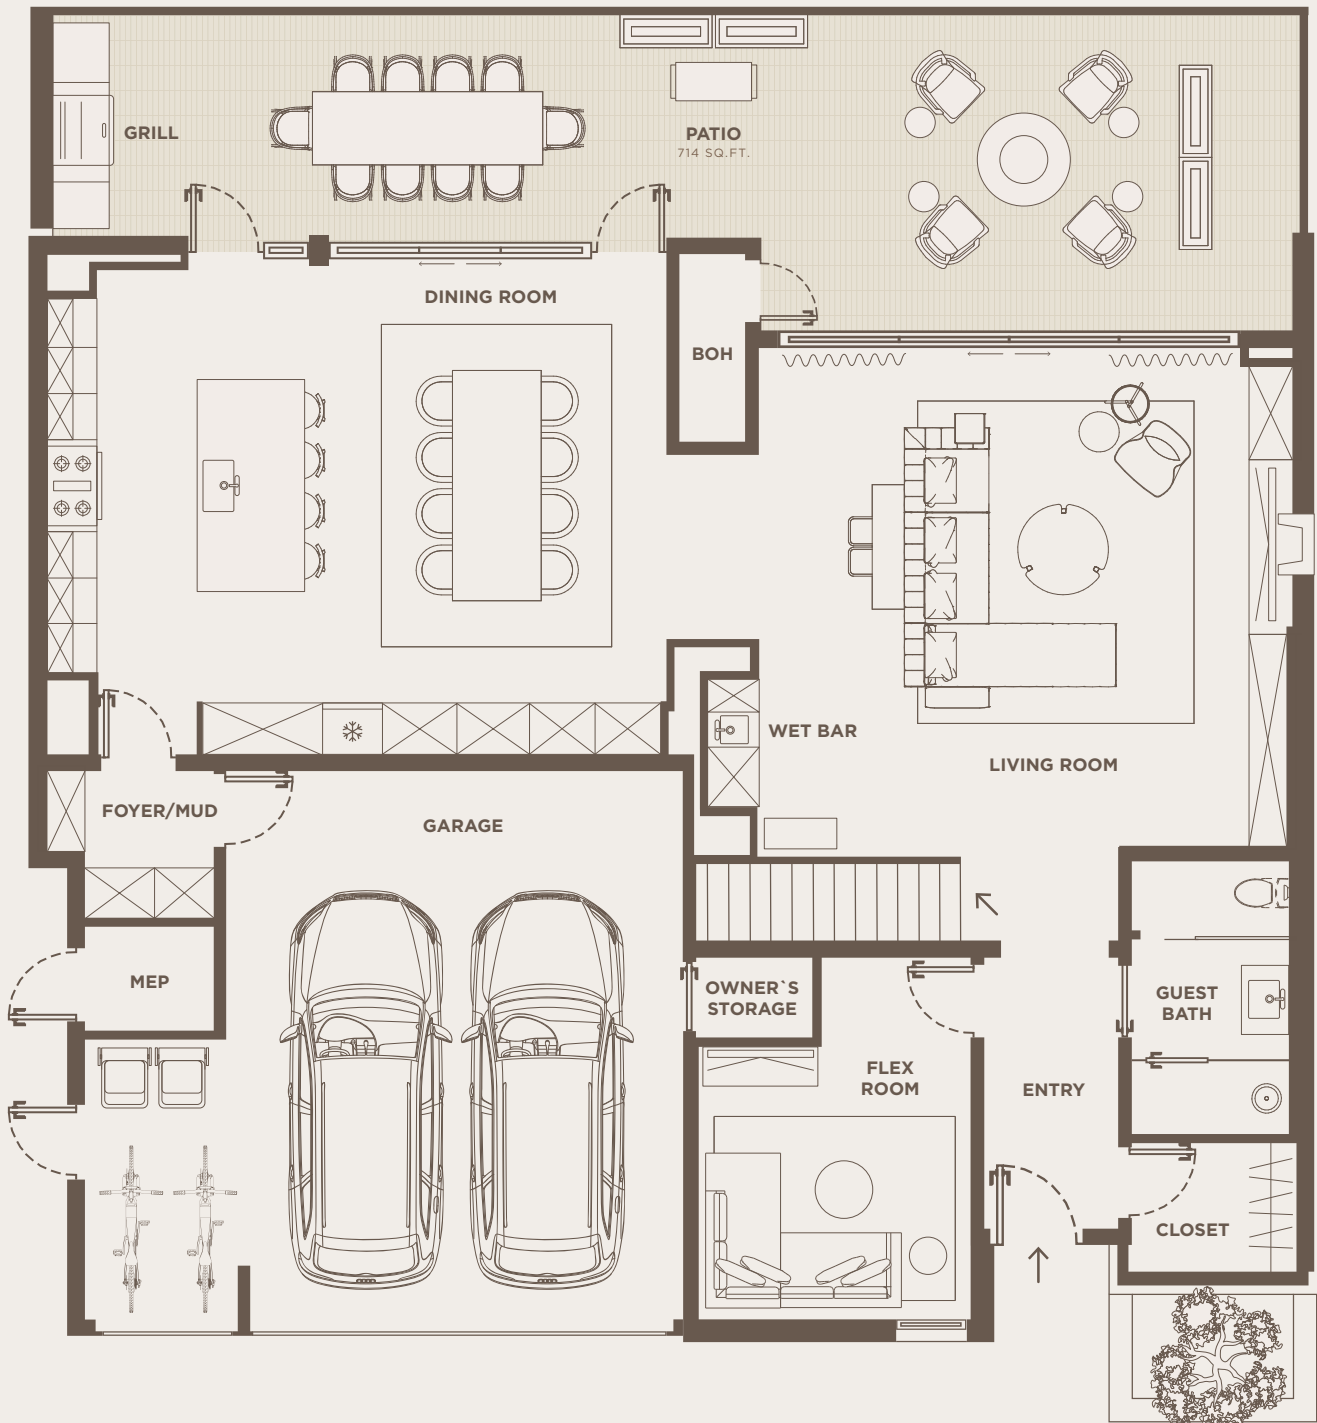 GRILL
PATIO
714 SQ.FT.
DINING ROOM
BOH
WET BAR
LIVING ROOM
FOYER/MUD
GARAGE
MEP
OWNER`S
STORAGE
GUEST
BATH
FLEX
ROOM
ENTRY
CLOSET